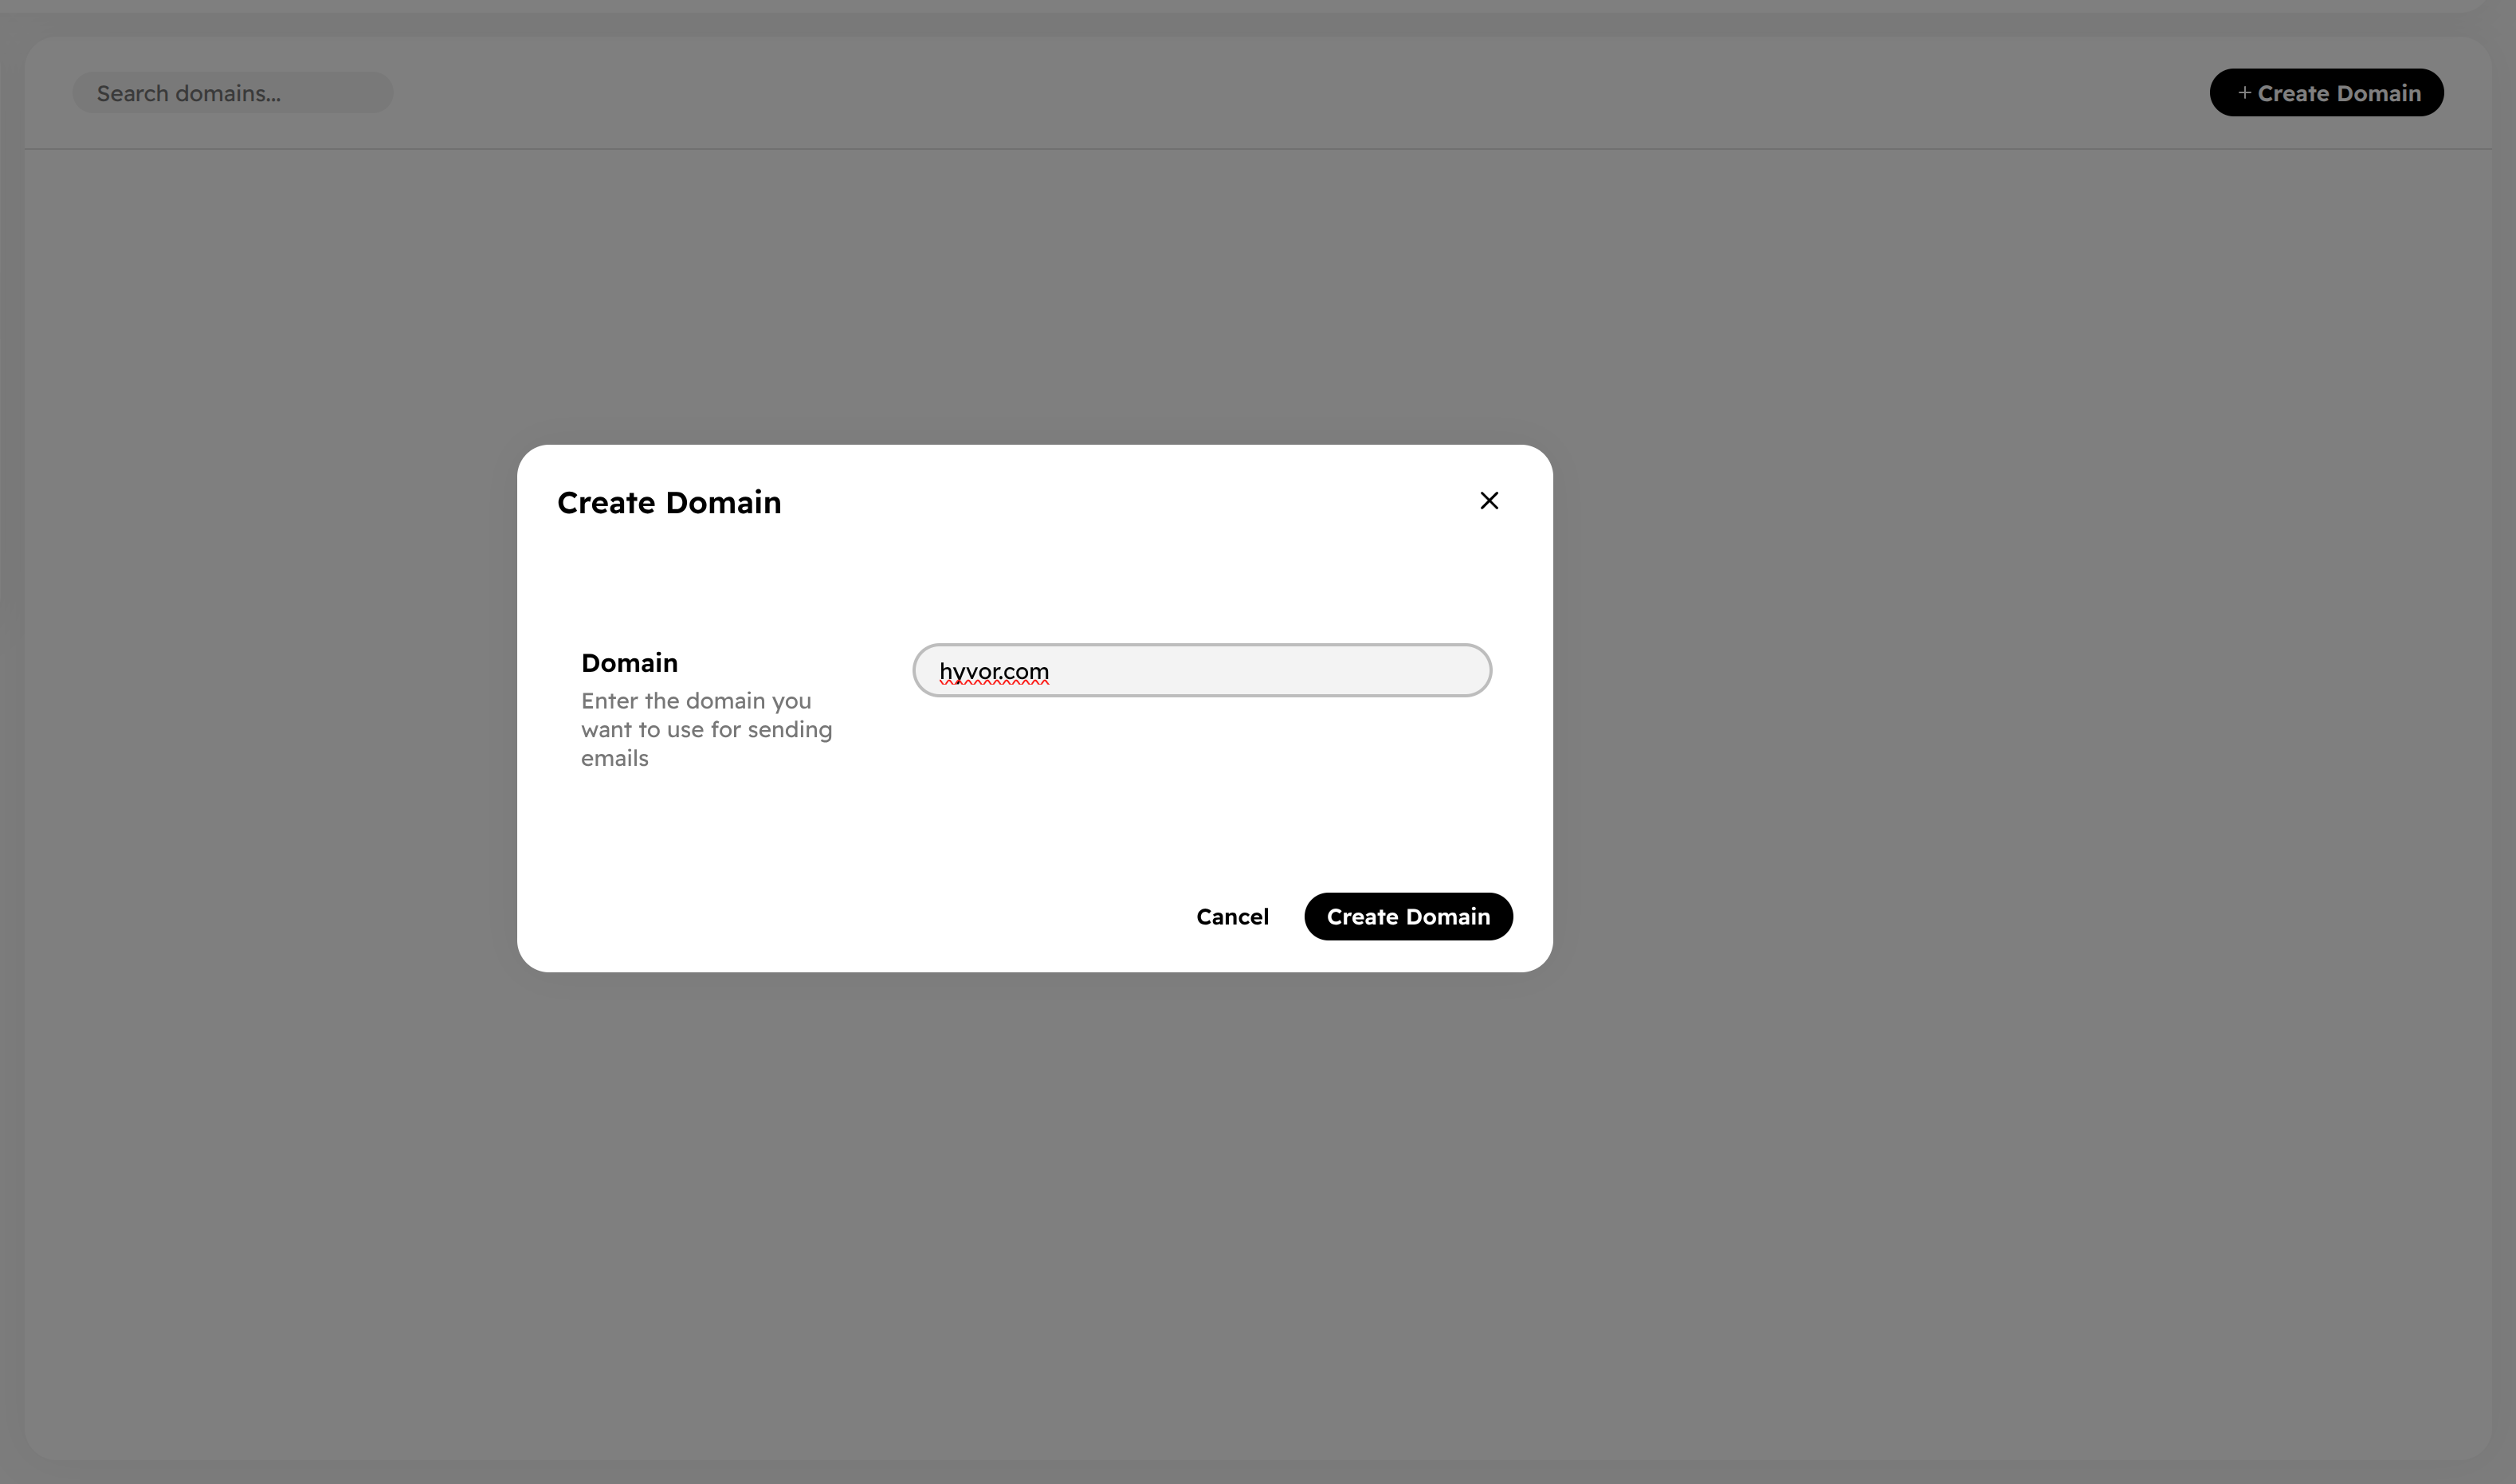 Search domains...
+ Create Domain
Create Domain
Domain
Enter the domain you
want to use for sending
emails
hyvor.com
Cancel
Create Domain